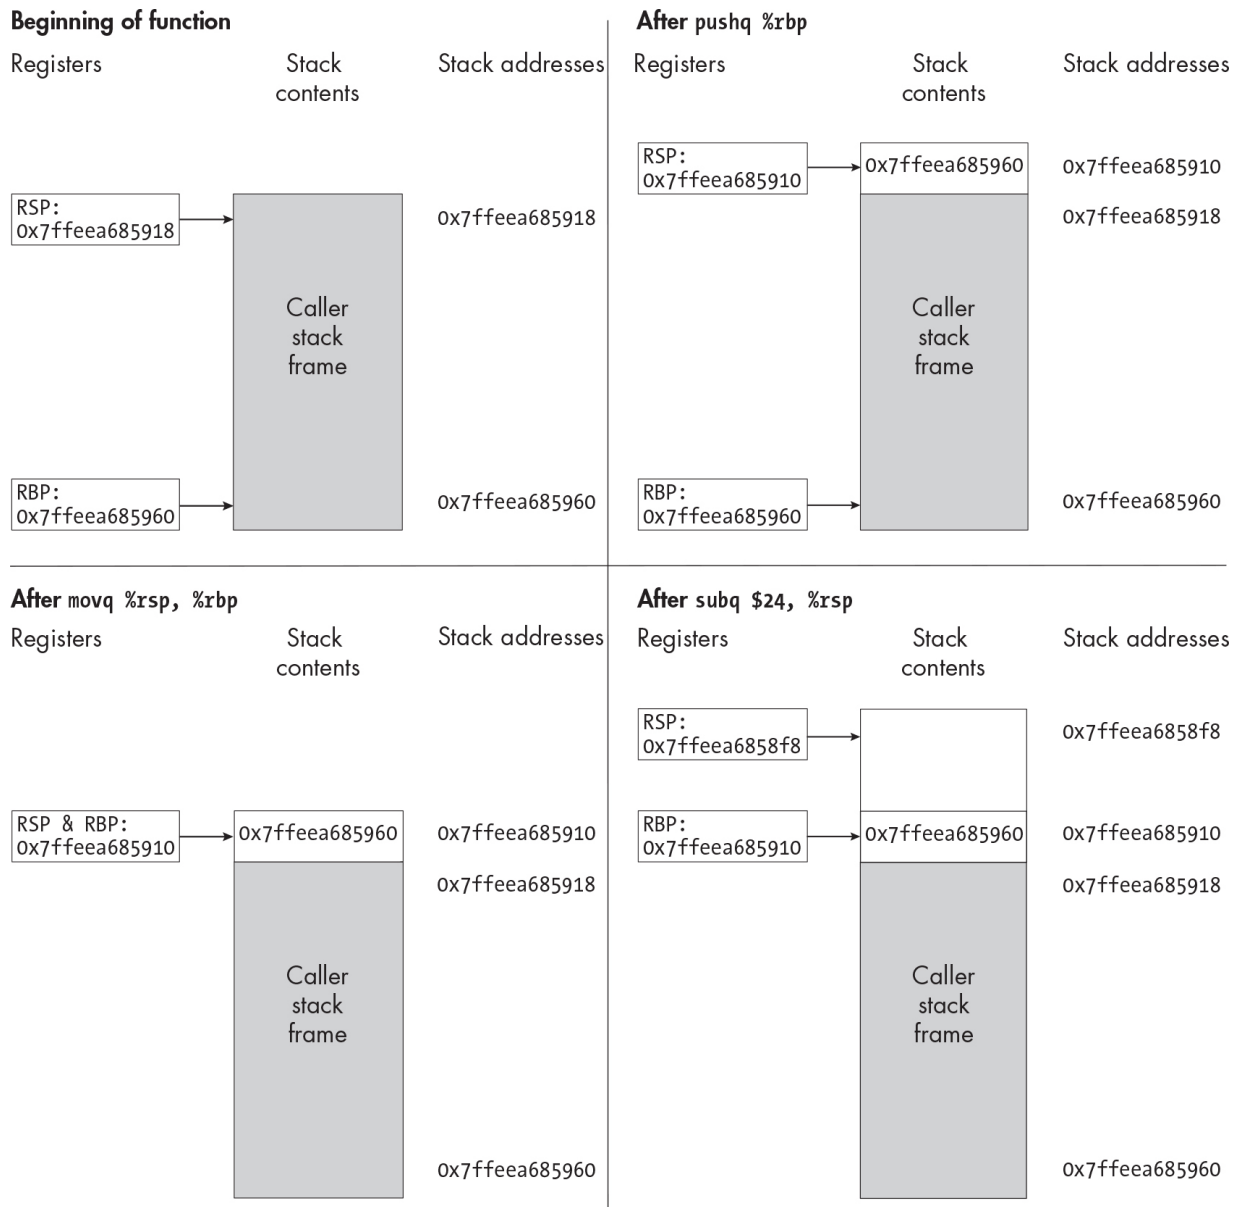 Beginning of function
Registers
Stack
contents
Stack addresses
RSP:
0x7ffeea685918
0x7ffeea685918
Caller
stack
frame
RBP:
0x7ffeea685960
0x7ffeea685960
After pushq %rbp
Registers
Stack
contents
Stack addresses
RSP:
0x7ffeea685910
0x7ffeea685960
0x7ffeea685910
0x7ffeea685918
Caller
stack
frame
RBP:
0x7ffeea685960
0x7ffeea685960
After movq %rsp, %rbp
Registers
Stack
contents
Stack addresses
RSP & RBP:
0x7ffeea685910
0x7ffeea685960
0x7ffeea685910
0x7ffeea685918
Caller
stack
frame
0x7ffeea685960
After subq $24, %rsp
Registers
Stack
contents
Stack addresses
RSP:
0x7ffeea6858f8
0x7ffeea6858f8
RBP:
0x7ffeea685910
0x7ffeea685960
0x7ffeea685910
0x7ffeea685918
Caller
stack
frame
0x7ffeea685960